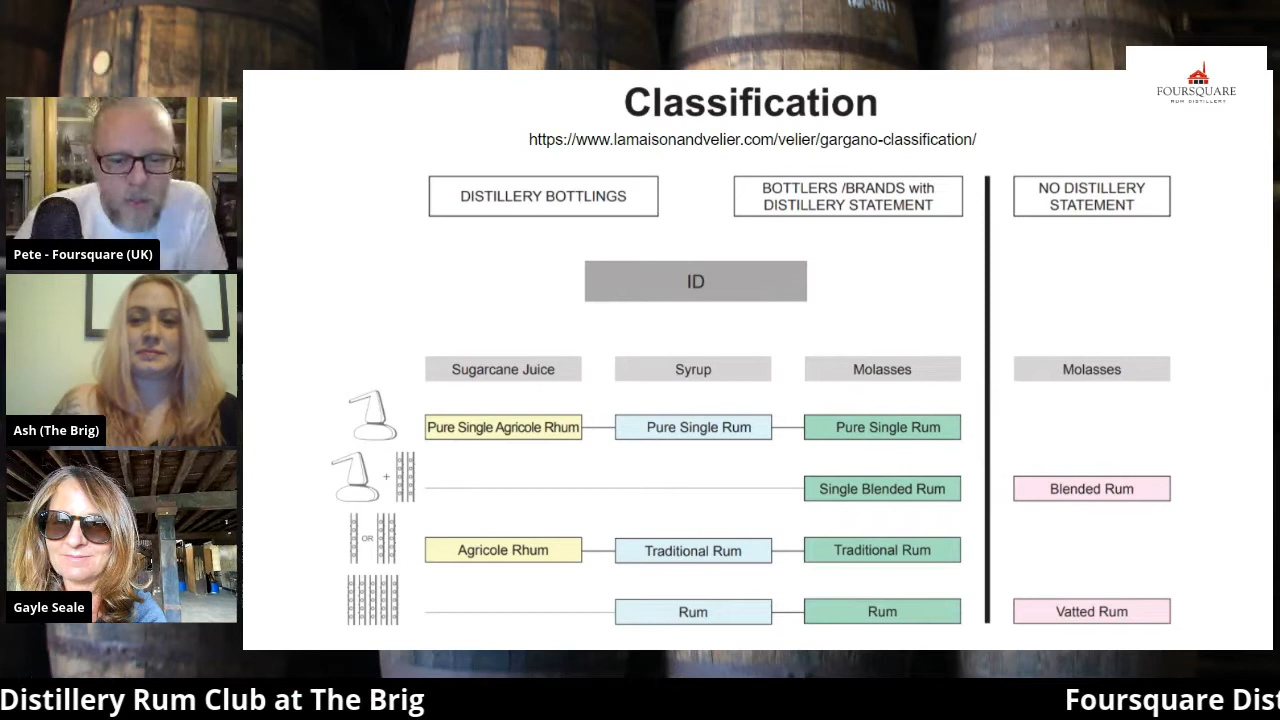 Classification
https://www.lamaisonandvelier.com/velier/gargano-classification/
FOURSQUARE
RUM DISTILLERY
DISTILLERY BOTTLINGS
BOTTLERS /BRANDS with
DISTILLERY STATEMENT
NO DISTILLERY
STATEMENT
ID
Sugarcane Juice
Syrup
Molasses
Molasses
Pure Single Agricole Rhum
Pure Single Rum
Pure Single Rum
+
Single Blended Rum
Blended Rum
OR
Agricole Rhum
Traditional Rum
Traditional Rum
Rum
Rum
Vatted Rum
Pete - Foursquare (UK)
Ash (The Brig)
Gayle Seale
Distillery Rum Club at The Brig
Foursquare Dist